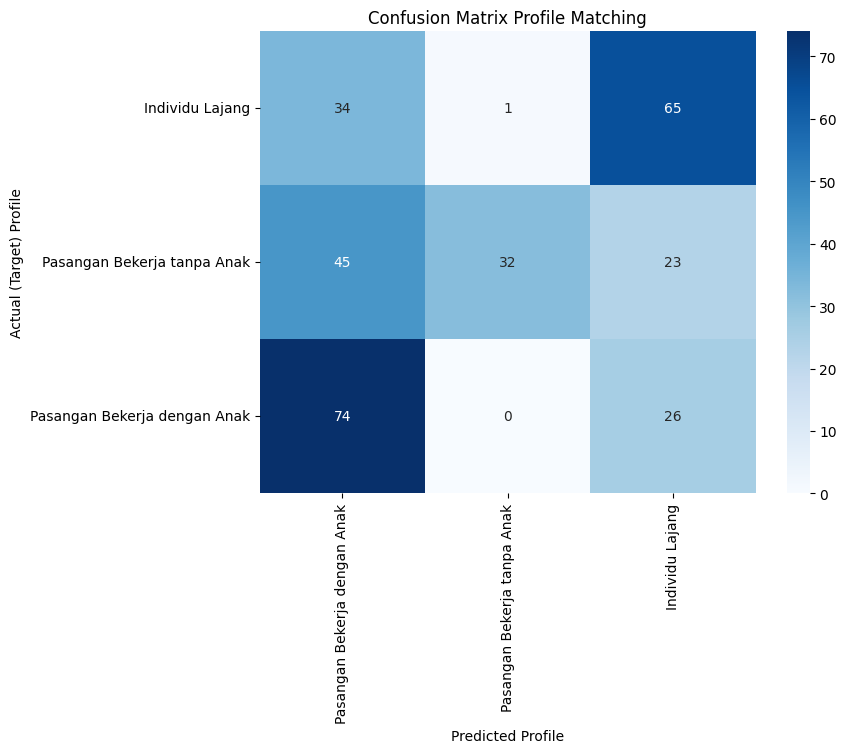 Confusion Matrix Profile Matching
Actual (Target) Profile
Individu Lajang
34
1
65
Pasangan Bekerja tanpa Anak
45
32
23
Pasangan Bekerja dengan Anak
74
0
26
Pasangan Bekerja dengan Anak
Pasangan Bekerja tanpa Anak
Individu Lajang
Predicted Profile
70
60
50
40
30
20
10
0